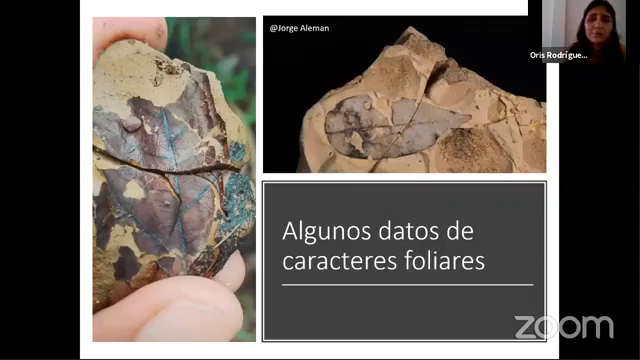 @Jorge Aleman
Oris Rodrígue...
Algunos datos de
caracteres foliares
zoom